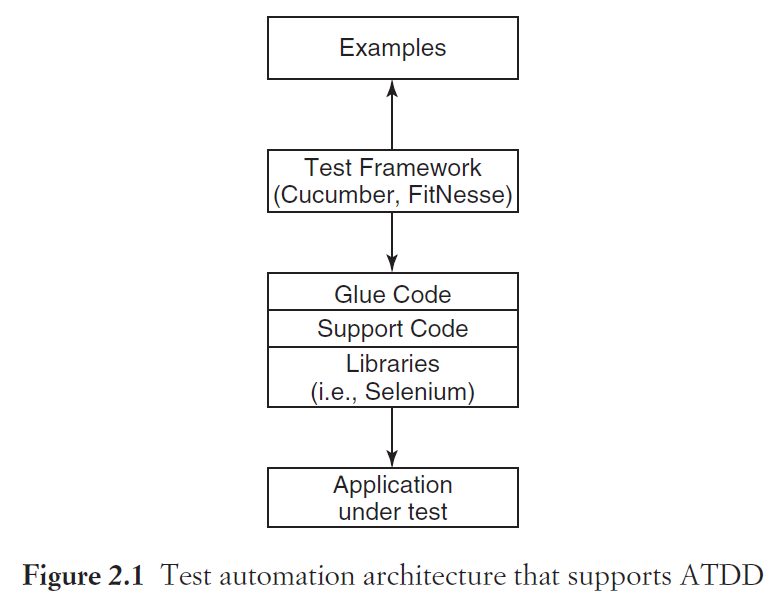 Examples
Test Framework
(Cucumber, FitNesse)
Glue Code
Support Code
Libraries
(i.e., Selenium)
Application
under test
Figure 2.1 Test automation architecture that supports ATDD